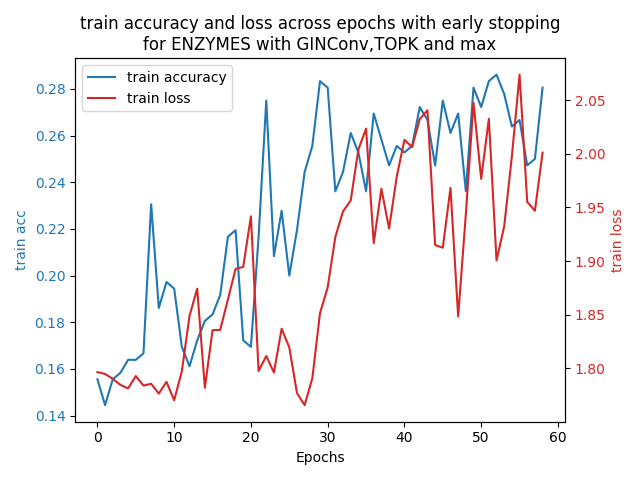 train accuracy and loss across epochs with early stopping
for ENZYMES with GINConv,TOPK and max
train accuracy
train loss
train acc
0.28
0.26
0.24
0.22
0.20
0.18
0.16
0.14
2.05
2.00
1.95
1.90
1.85
1.80
train loss
0 10 20 30 40 50 60
Epochs